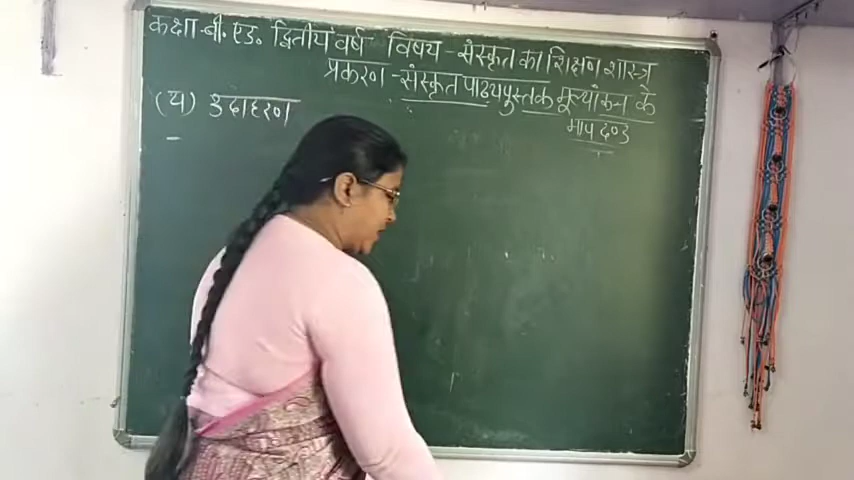 कक्षा-बी.एड. द्वितीय वर्ष विषय - संस्कृत का शिक्षण शास्त्र
प्रकरण - संस्कृत पाठ्यपुस्तक मूल्यांकन के
मापदण्ड
(य) उदाहरण